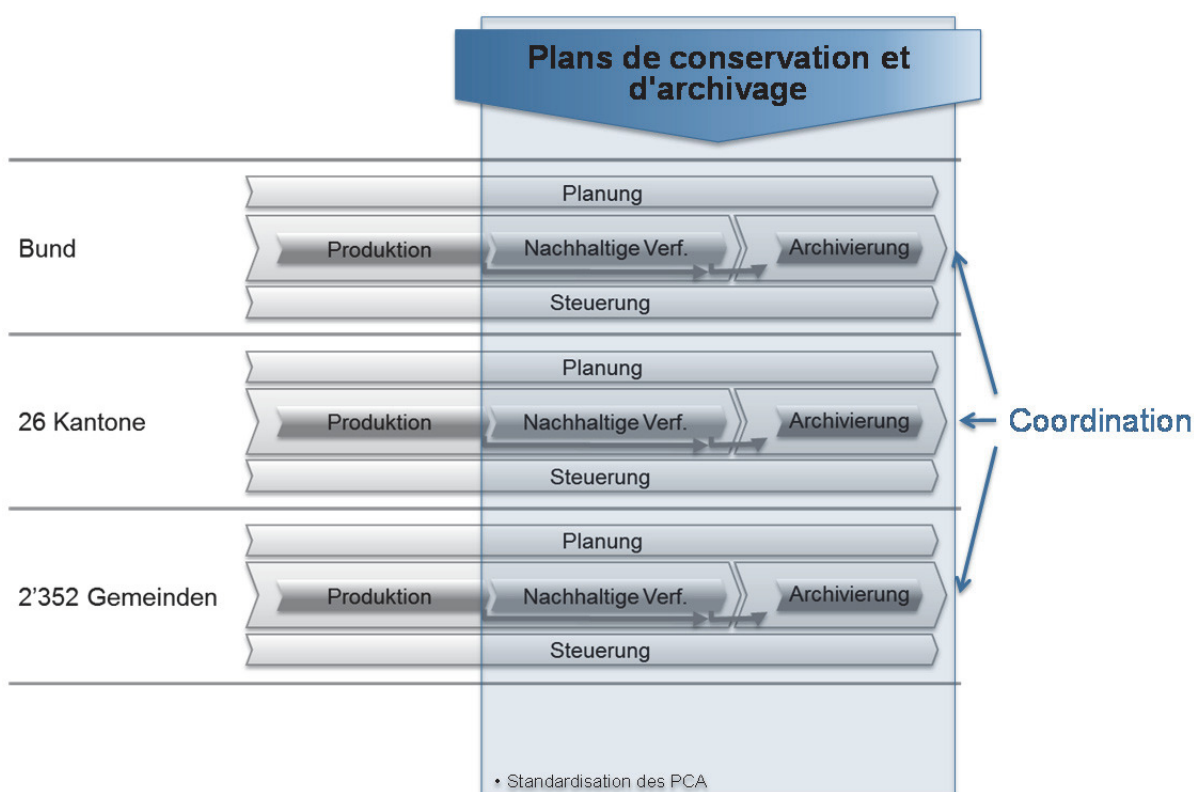 Plans de conservation et
d'archivage
Planung
Bund
Produktion
Nachhaltige Verf.
Archivierung
Steuerung
Planung
26 Kantone
Produktion
Nachhaltige Verf.
Archivierung
Coordination
Steuerung
Planung
2'352 Gemeinden
Produktion
Nachhaltige Verf.
Archivierung
Steuerung
• Standardisation des PCA